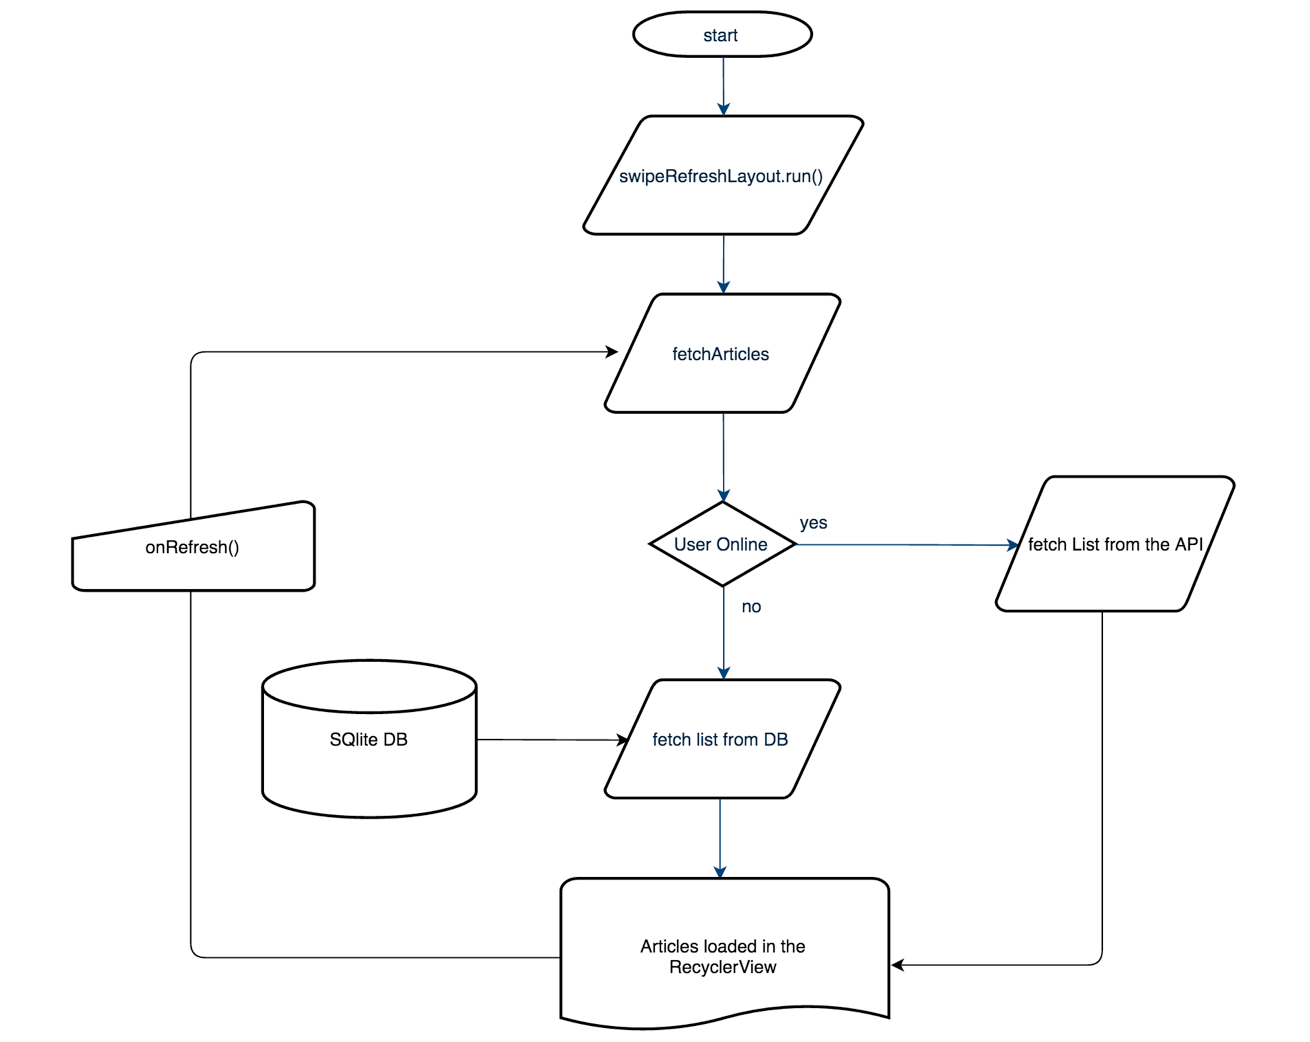 start
swipeRefreshLayout.run()
fetchArticles
yes
User Online
fetch List from the API
onRefresh()
no
SQlite DB
fetch list from DB
Articles loaded in the
RecyclerView